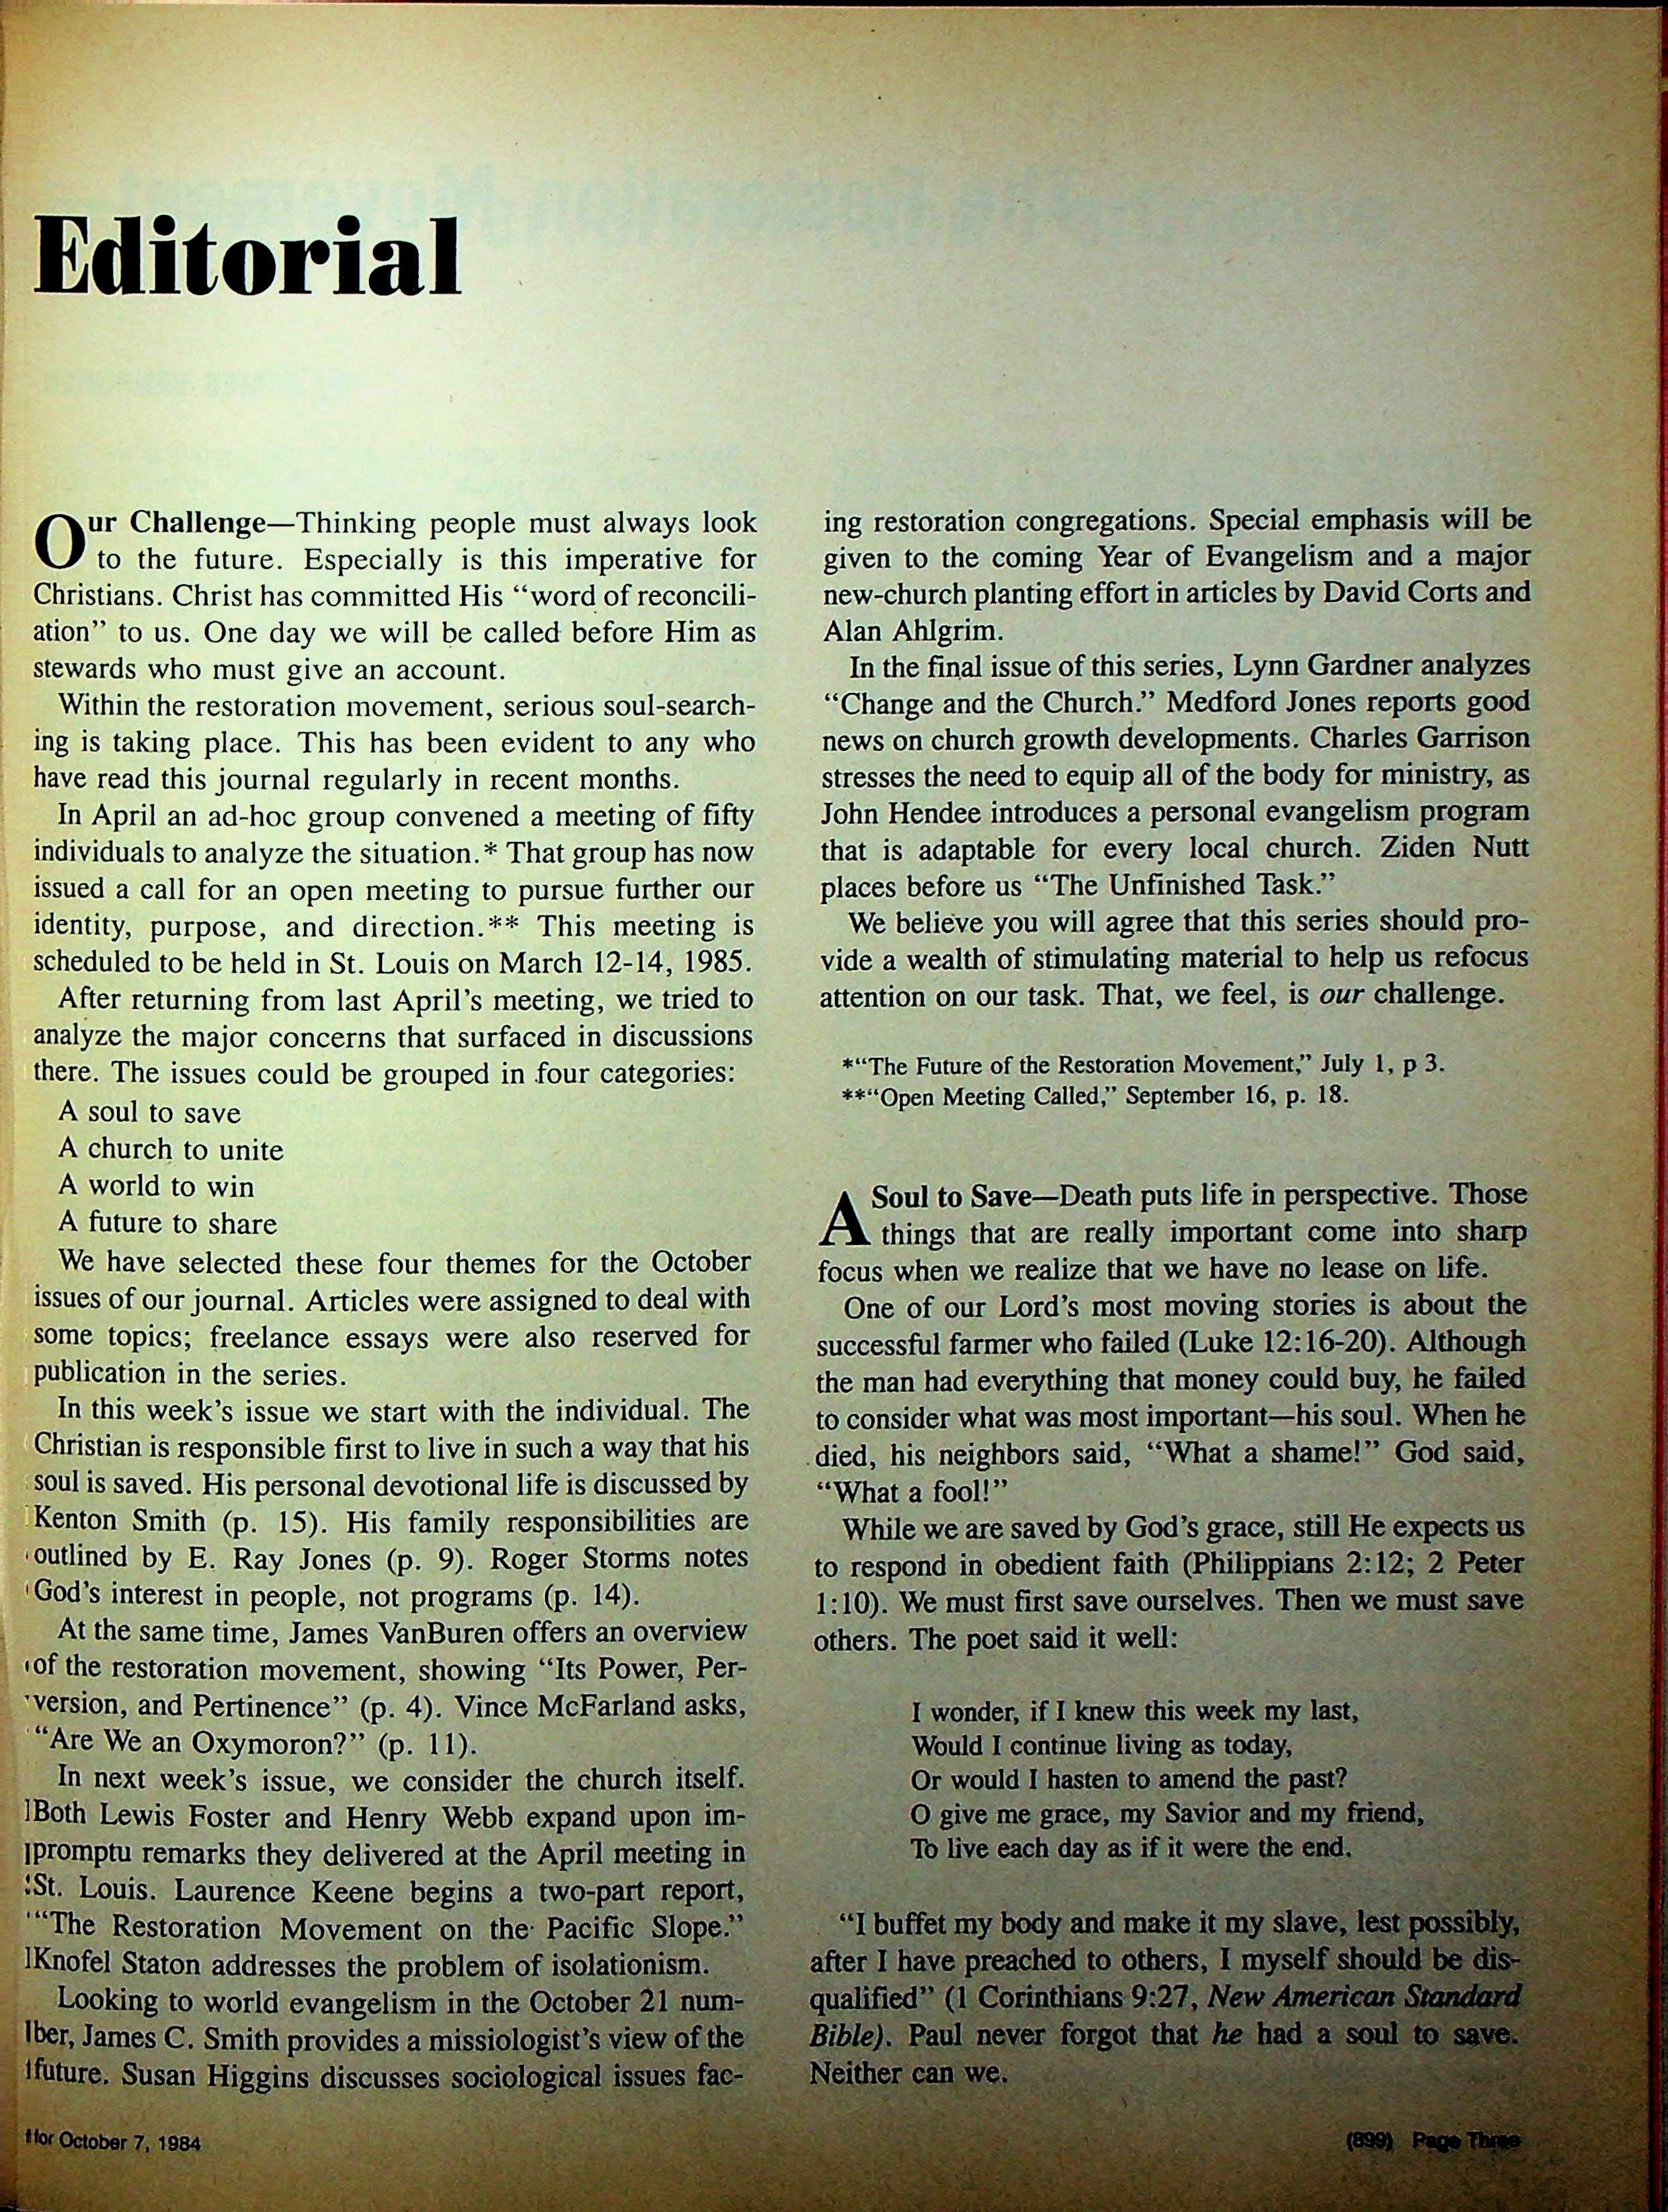 Editorial
Our Challenge—Thinking people must always look
to the future. Especially is this imperative for
Christians. Christ has committed His “word of reconcili-
ation” to us. One day we will be called before Him as
stewards who must give an account.
Within the restoration movement, serious soul-search-
ing is taking place. This has been evident to any who
have read this journal regularly in recent months.
In April an ad-hoc group convened a meeting of fifty
individuals to analyze the situation.* That group has now
issued a call for an open meeting to pursue further our
identity, purpose, and direction.** This meeting is
scheduled to be held in St. Louis on March 12-14, 1985.
After returning from last April’s meeting, we tried to
analyze the major concerns that surfaced in discussions
there. The issues could be grouped in four categories:
A soul to save
A church to unite
A world to win
A future to share
We have selected these four themes for the October
issues of our journal. Articles were assigned to deal with
some topics; freelance essays were also reserved for
publication in the series.
In this week’s issue we start with the individual. The
Christian is responsible first to live in such a way that his
soul is saved. His personal devotional life is discussed by
Kenton Smith (p. 15). His family responsibilities are
outlined by E. Ray Jones (p. 9). Roger Storms notes
God’s interest in people, not programs (p. 14).
At the same time, James VanBuren offers an overview
of the restoration movement, showing “Its Power, Per-
version, and Pertinence” (p. 4). Vince McFarland asks,
“Are We an Oxymoron?” (p. 11).
In next week’s issue, we consider the church itself.
Both Lewis Foster and Henry Webb expand upon im-
promptu remarks they delivered at the April meeting in
St. Louis. Laurence Keene begins a two-part report,
“The Restoration Movement on the Pacific Slope.”
Knofel Staton addresses the problem of isolationism.
Looking to world evangelism in the October 21 num-
ber, James C. Smith provides a missiologist’s view of the
future. Susan Higgins discusses sociological issues fac-
ing restoration congregations. Special emphasis will be
given to the coming Year of Evangelism and a major
new-church planting effort in articles by David Corts and
Alan Ahlgrim.
In the final issue of this series, Lynn Gardner analyzes
“Change and the Church.” Medford Jones reports good
news on church growth developments. Charles Garrison
stresses the need to equip all of the body for ministry, as
John Hendee introduces a personal evangelism program
that is adaptable for every local church. Ziden Nutt
places before us “The Unfinished Task.”
We believe you will agree that this series should pro-
vide a wealth of stimulating material to help us refocus
attention on our task. That, we feel, is our challenge.
*“The Future of the Restoration Movement,” July 1, p 3.
**“Open Meeting Called,” September 16, p. 18.
A Soul to Save—Death puts life in perspective. Those
things that are really important come into sharp
focus when we realize that we have no lease on life.
One of our Lord’s most moving stories is about the
successful farmer who failed (Luke 12:16-20). Although
the man had everything that money could buy, he failed
to consider what was most important—his soul. When he
died, his neighbors said, “What a shame!” God said,
“What a fool!”
While we are saved by God’s grace, still He expects us
to respond in obedient faith (Philippians 2:12; 2 Peter
1:10). We must first save ourselves. Then we must save
others. The poet said it well:
I wonder, if I knew this week my last,
Would I continue living as today,
Or would I hasten to amend the past?
O give me grace, my Savior and my friend,
To live each day as if it were the end.
“I buffet my body and make it my slave, lest possibly,
after I have preached to others, I myself should be dis-
qualified” (1 Corinthians 9:27, New American Standard
Bible). Paul never forgot that he had a soul to save.
Neither can we.
for October 7, 1984
(899) Page Three